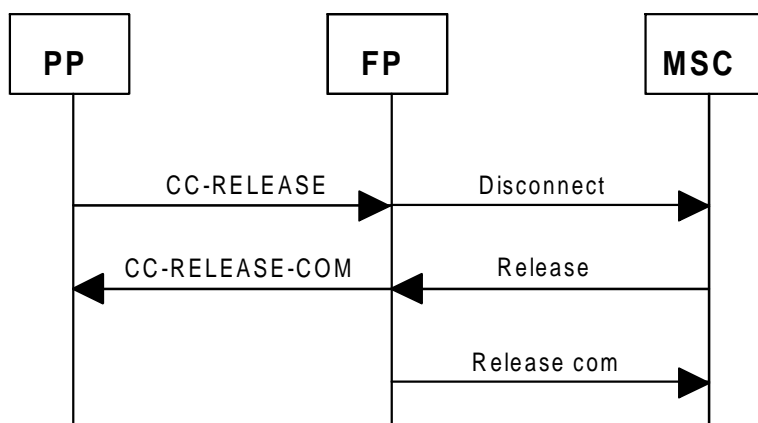 PP FP MSC
CC-RELEASE Disconnect
CC-RELEASE-COM Release
Release com